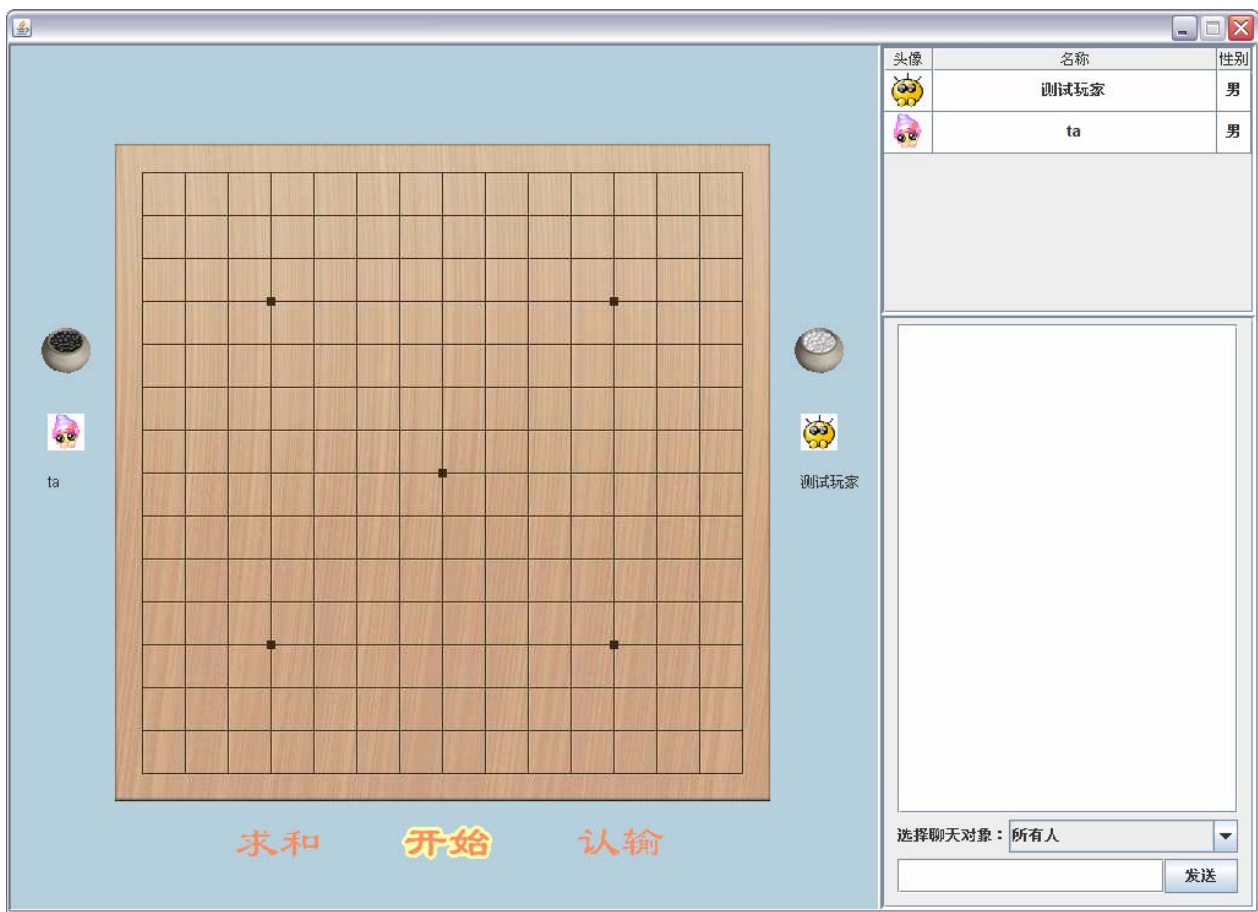 头像 名称 性别
测试玩家 男
ta 男
ta
测试玩家
求和 开始 认输
选择聊天对象：所有人
发送